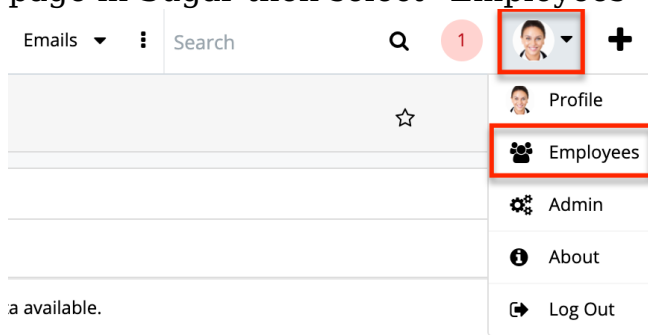 page in Sugar then select "Employees"
Emails Search 1
Profile
Employees
Admin
About
a available.
Log Out